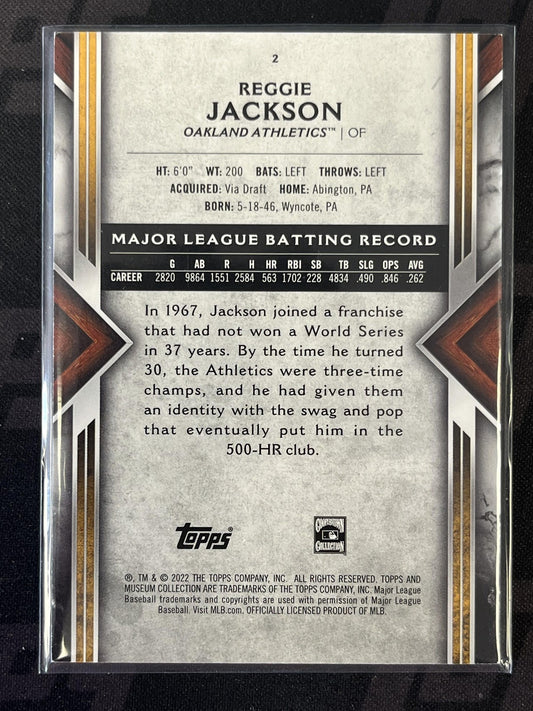 2
REGGIE
JACKSON
OAKLAND ATHLETICS™ | OF
HT: 6'0" WT: 200 BATS: LEFT THROWS: LEFT
ACQUIRED: Via Draft HOME: Abington, PA
BORN: 5-18-46, Wyncote, PA
MAJOR LEAGUE BATTING RECORD
G AB R H HR RBI SB TB SLG OPS AVG
CAREER 2820 9864 1551 2584 563 1702 228 4834 .490 .846 .262
In 1967, Jackson joined a franchise
that had not won a World Series
in 37 years. By the time he turned
30, the Athletics were three-time
champs, and he had given them
an identity with the swag and pop
that eventually put him in the
500-HR club.
Topps®
COOPERSTOWN
COLLECTION
®, TM & © 2022 THE TOPPS COMPANY, INC. ALL RIGHTS RESERVED. TOPPS AND
MUSEUM COLLECTION ARE TRADEMARKS OF THE TOPPS COMPANY, INC. Major League
Baseball trademarks and copyrights are used with permission of Major League
Baseball. Visit MLB.com. OFFICIALLY LICENSED PRODUCT OF MLB.